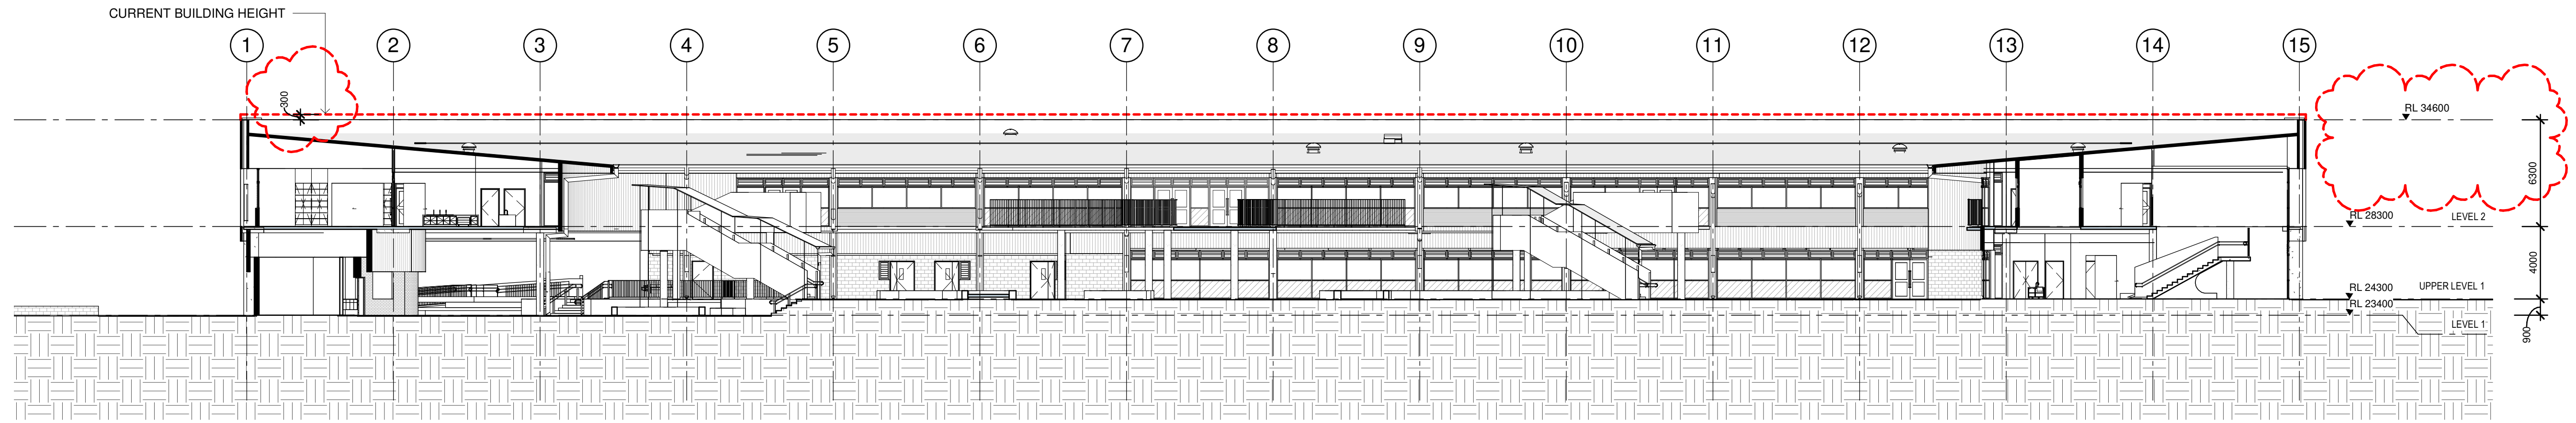 CURRENT BUILDING HEIGHT
1 2 3 4 5 6 7 8 9 10 11 12 13 14 15
300
RL 34600
6300
RL 28300 LEVEL 2
4000
RL 24300 UPPER LEVEL 1
RL 23400
LEVEL 1
900